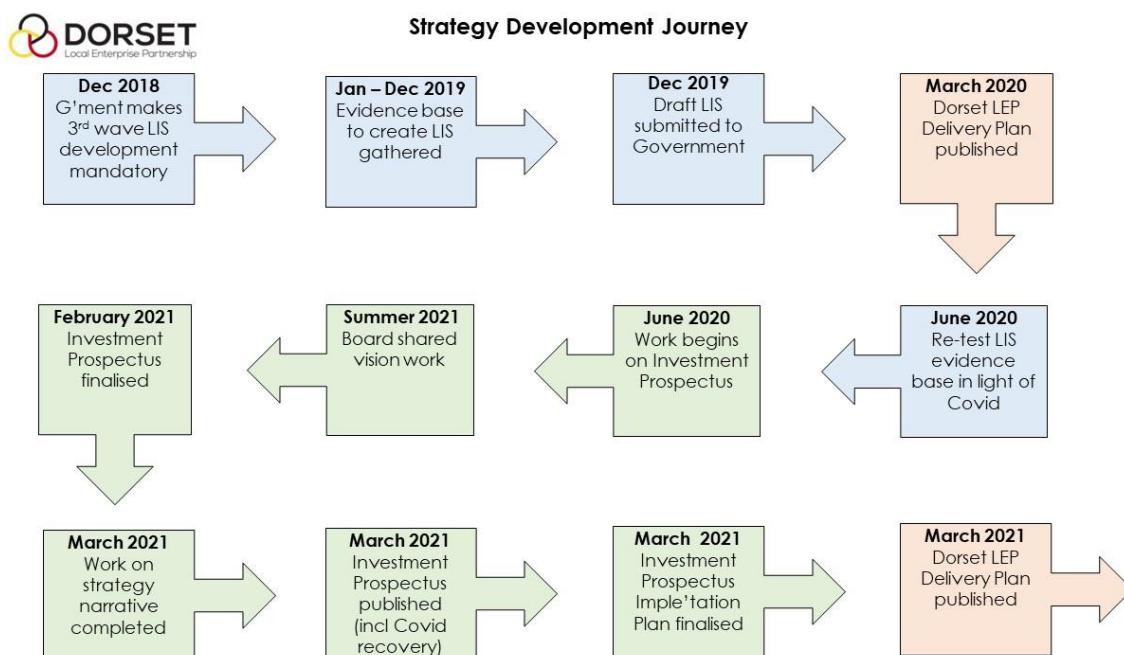 DORSET
Local Enterprise Partnership
Strategy Development Journey
Dec 2018
G'ment makes
3rd wave LIS
development
mandatory
Jan – Dec 2019
Evidence base
to create LIS
gathered
Dec 2019
Draft LIS
submitted to
Government
March 2020
Dorset LEP
Delivery Plan
published
June 2020
Re-test LIS
evidence
base in light of
Covid
June 2020
Work begins
on Investment
Prospectus
Summer 2021
Board shared
vision work
February 2021
Investment
Prospectus
finalised
March 2021
Work on
strategy
narrative
completed
March 2021
Investment
Prospectus
published
(incl Covid
recovery)
March 2021
Investment
Prospectus
Imple'tation
Plan finalised
March 2021
Dorset LEP
Delivery Plan
published